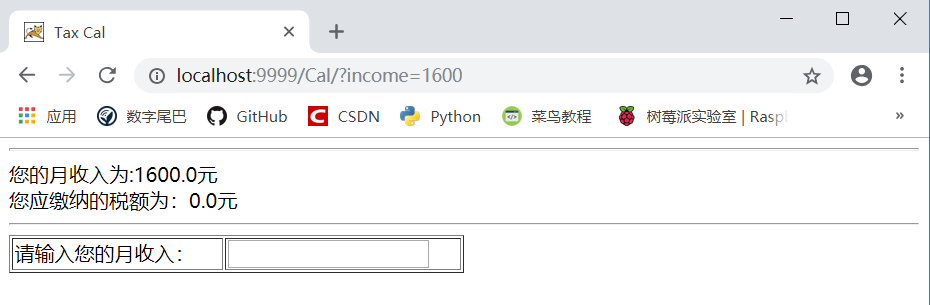 Tax Cal
localhost:9999/Cal/?income=1600
应用 数字尾巴 GitHub CSDN Python 菜鸟教程 树莓派实验室 | Rasp »
您的月收入为:1600.0元
您应缴纳的税额为：0.0元
请输入您的月收入：